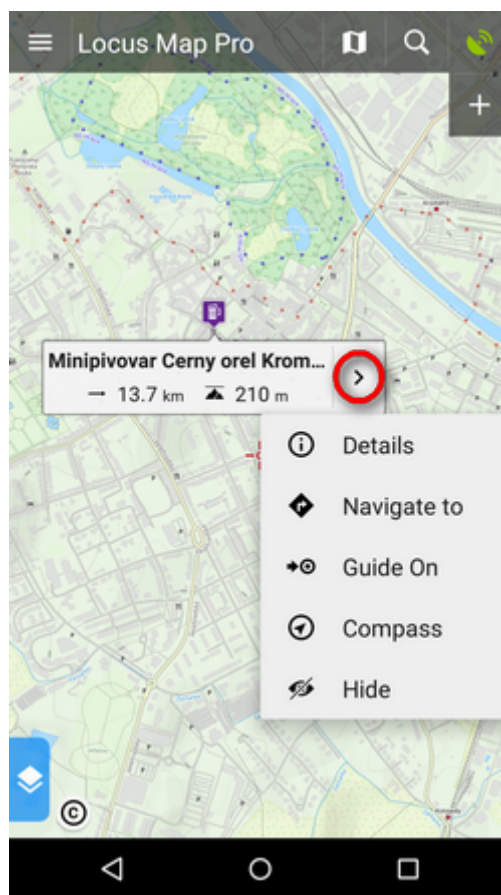 Locus Map Pro
Minipivovar Cerny orel Krom...
13.7 km 210 m
Details
Navigate to
Guide On
Compass
Hide
©